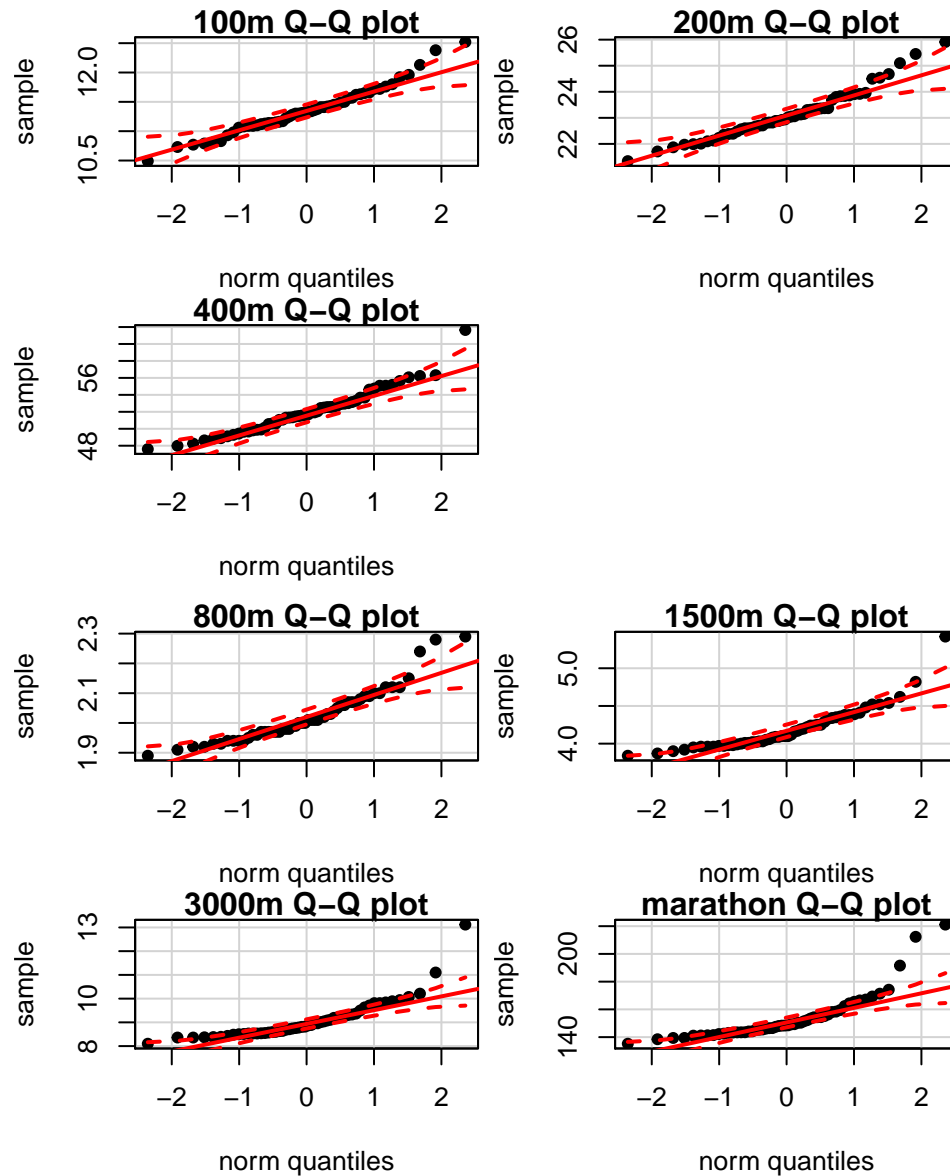 100m Q−Q plot
sample
10.5
12.0
−2 −1 0 1 2
norm quantiles
200m Q−Q plot
sample
22
24
26
−2 −1 0 1 2
norm quantiles
400m Q−Q plot
sample
48
56
−2 −1 0 1 2
norm quantiles
800m Q−Q plot
sample
1.9
2.1
2.3
−2 −1 0 1 2
norm quantiles
1500m Q−Q plot
sample
4.0
5.0
−2 −1 0 1 2
norm quantiles
3000m Q−Q plot
sample
8
10
13
−2 −1 0 1 2
norm quantiles
marathon Q−Q plot
sample
140
200
−2 −1 0 1 2
norm quantiles